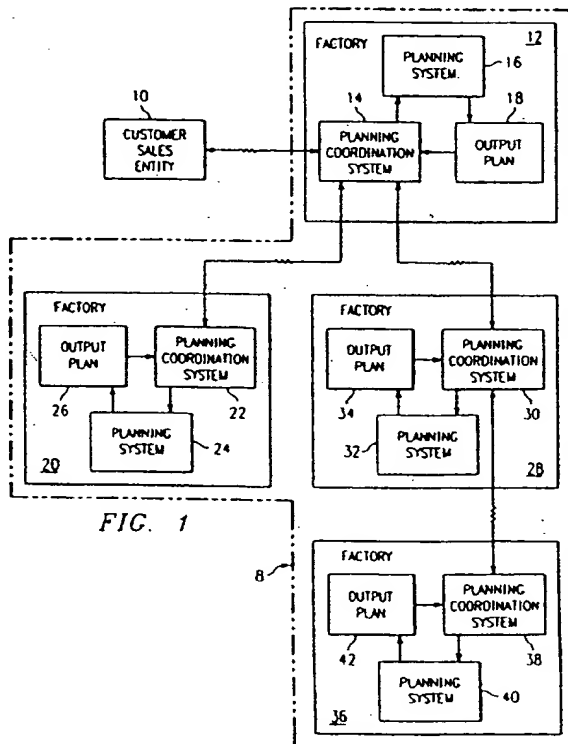 12
FACTORY
PLANNING
SYSTEM.
16
10
14
18
CUSTOMER
SALES
ENTITY
PLANNING
COORDINATION
SYSTEM
OUTPUT
PLAN
FACTORY
OUTPUT
PLAN
PLANNING
COORDINATION
SYSTEM
26
22
PLANNING
SYSTEM
24
20
FACTORY
OUTPUT
PLAN
PLANNING
COORDINATION
SYSTEM
34
30
32
PLANNING
SYSTEM
28
FIG. 1
8
FACTORY
OUTPUT
PLAN
PLANNING
COORDINATION
SYSTEM
42
38
PLANNING
SYSTEM
40
36